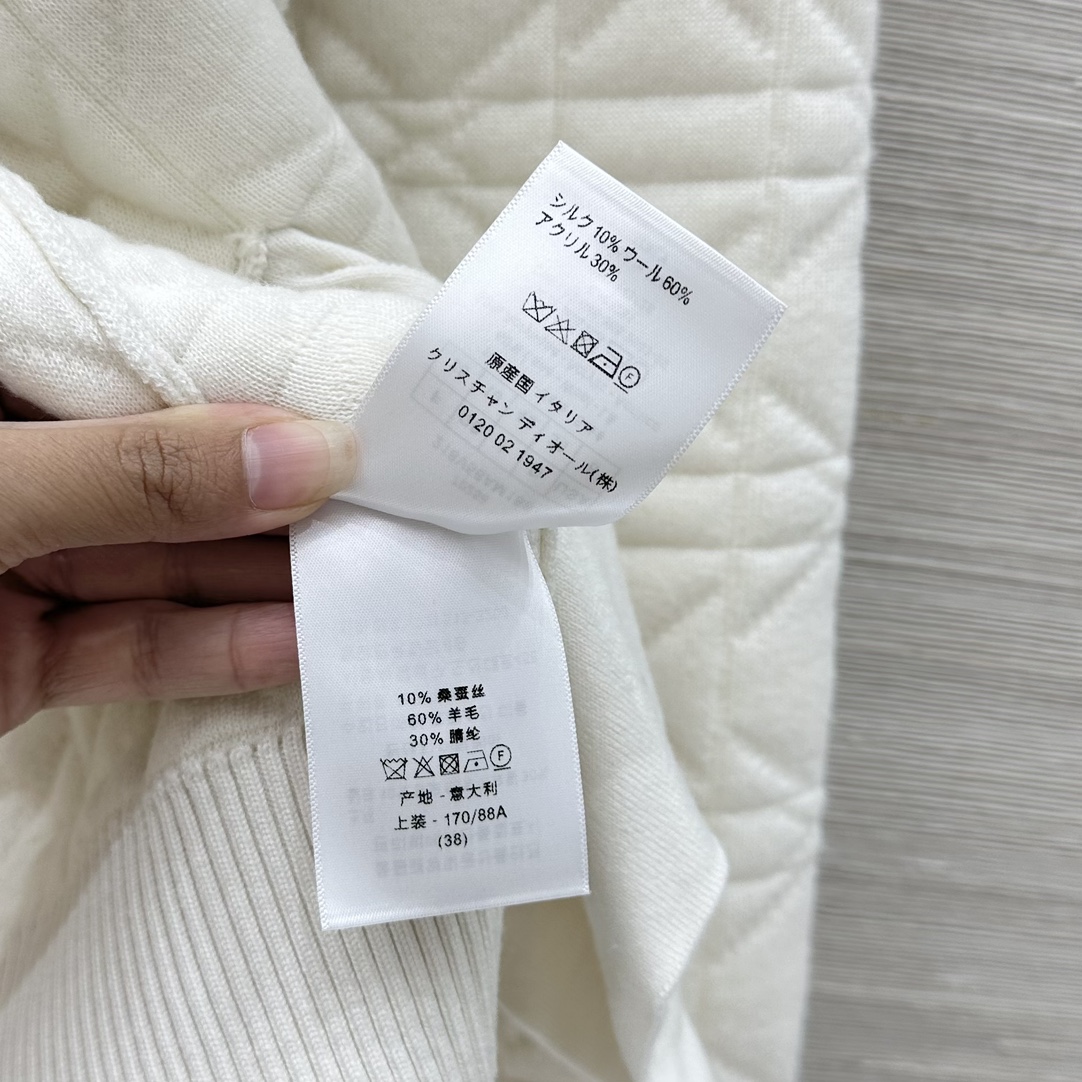 シルク10% ウール60%
アクリル30%
F
原産国イタリア
クリスチャン ディオール(株)
0120 02 1947
10% 桑蚕丝
60% 羊毛
30% 腈纶
F
产地 - 意大利
上装 - 170/88A
(38)